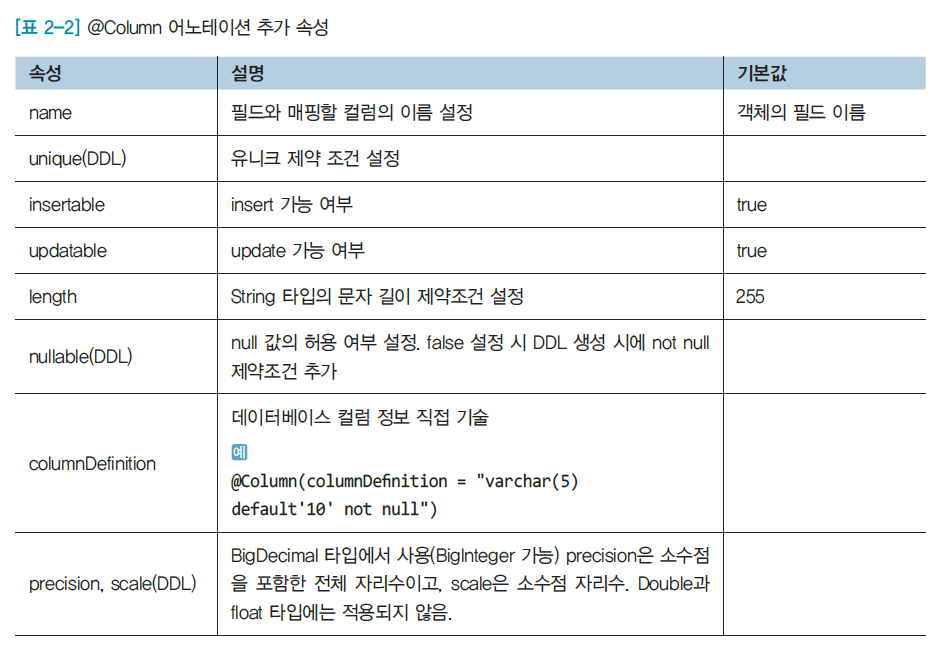 [표 2-2] @Column 어노테이션 추가 속성
속성 설명 기본값
name 필드와 매핑할 컬럼의 이름 설정 객체의 필드 이름
unique(DDL) 유니크 제약 조건 설정
insertable insert 가능 여부 true
updatable update 가능 여부 true
length String 타입의 문자 길이 제약조건 설정 255
nullable(DDL)
null 값의 허용 여부 설정. false 설정 시 DDL 생성 시에 not null
제약조건 추가
columnDefinition
데이터베이스 컬럼 정보 직접 기술
예
@Column(columnDefinition = "varchar(5)
default'10' not null")
precision, scale(DDL)
BigDecimal 타입에서 사용(BigInteger 가능) precision은 소수점
을 포함한 전체 자리수이고, scale은 소수점 자리수. Double과
float 타입에는 적용되지 않음.